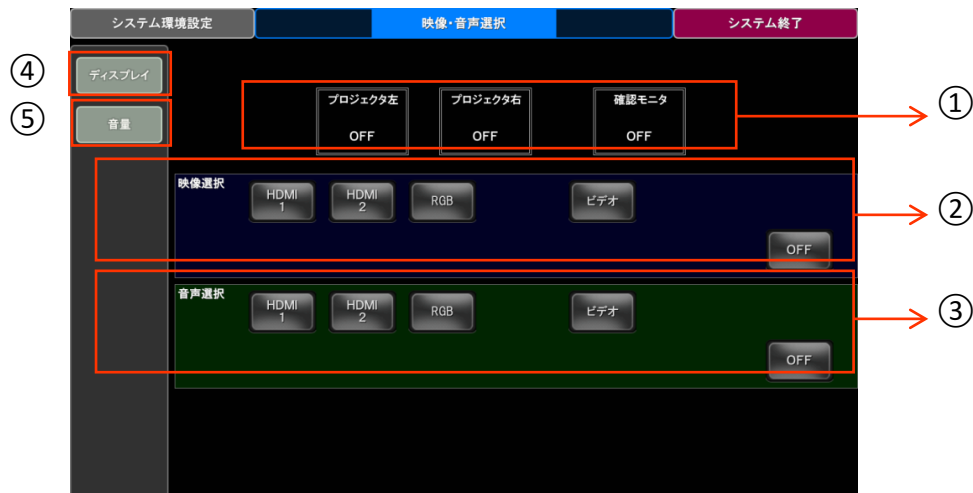 システム環境設定
映像・音声選択
システム終了
④
ディスプレイ
⑤
音量
プロジェクタ左
OFF
プロジェクタ右
OFF
確認モニタ
OFF
①
映像選択
HDMI
1
HDMI
2
RGB
ビデオ
OFF
②
音声選択
HDMI
1
HDMI
2
RGB
ビデオ
OFF
③